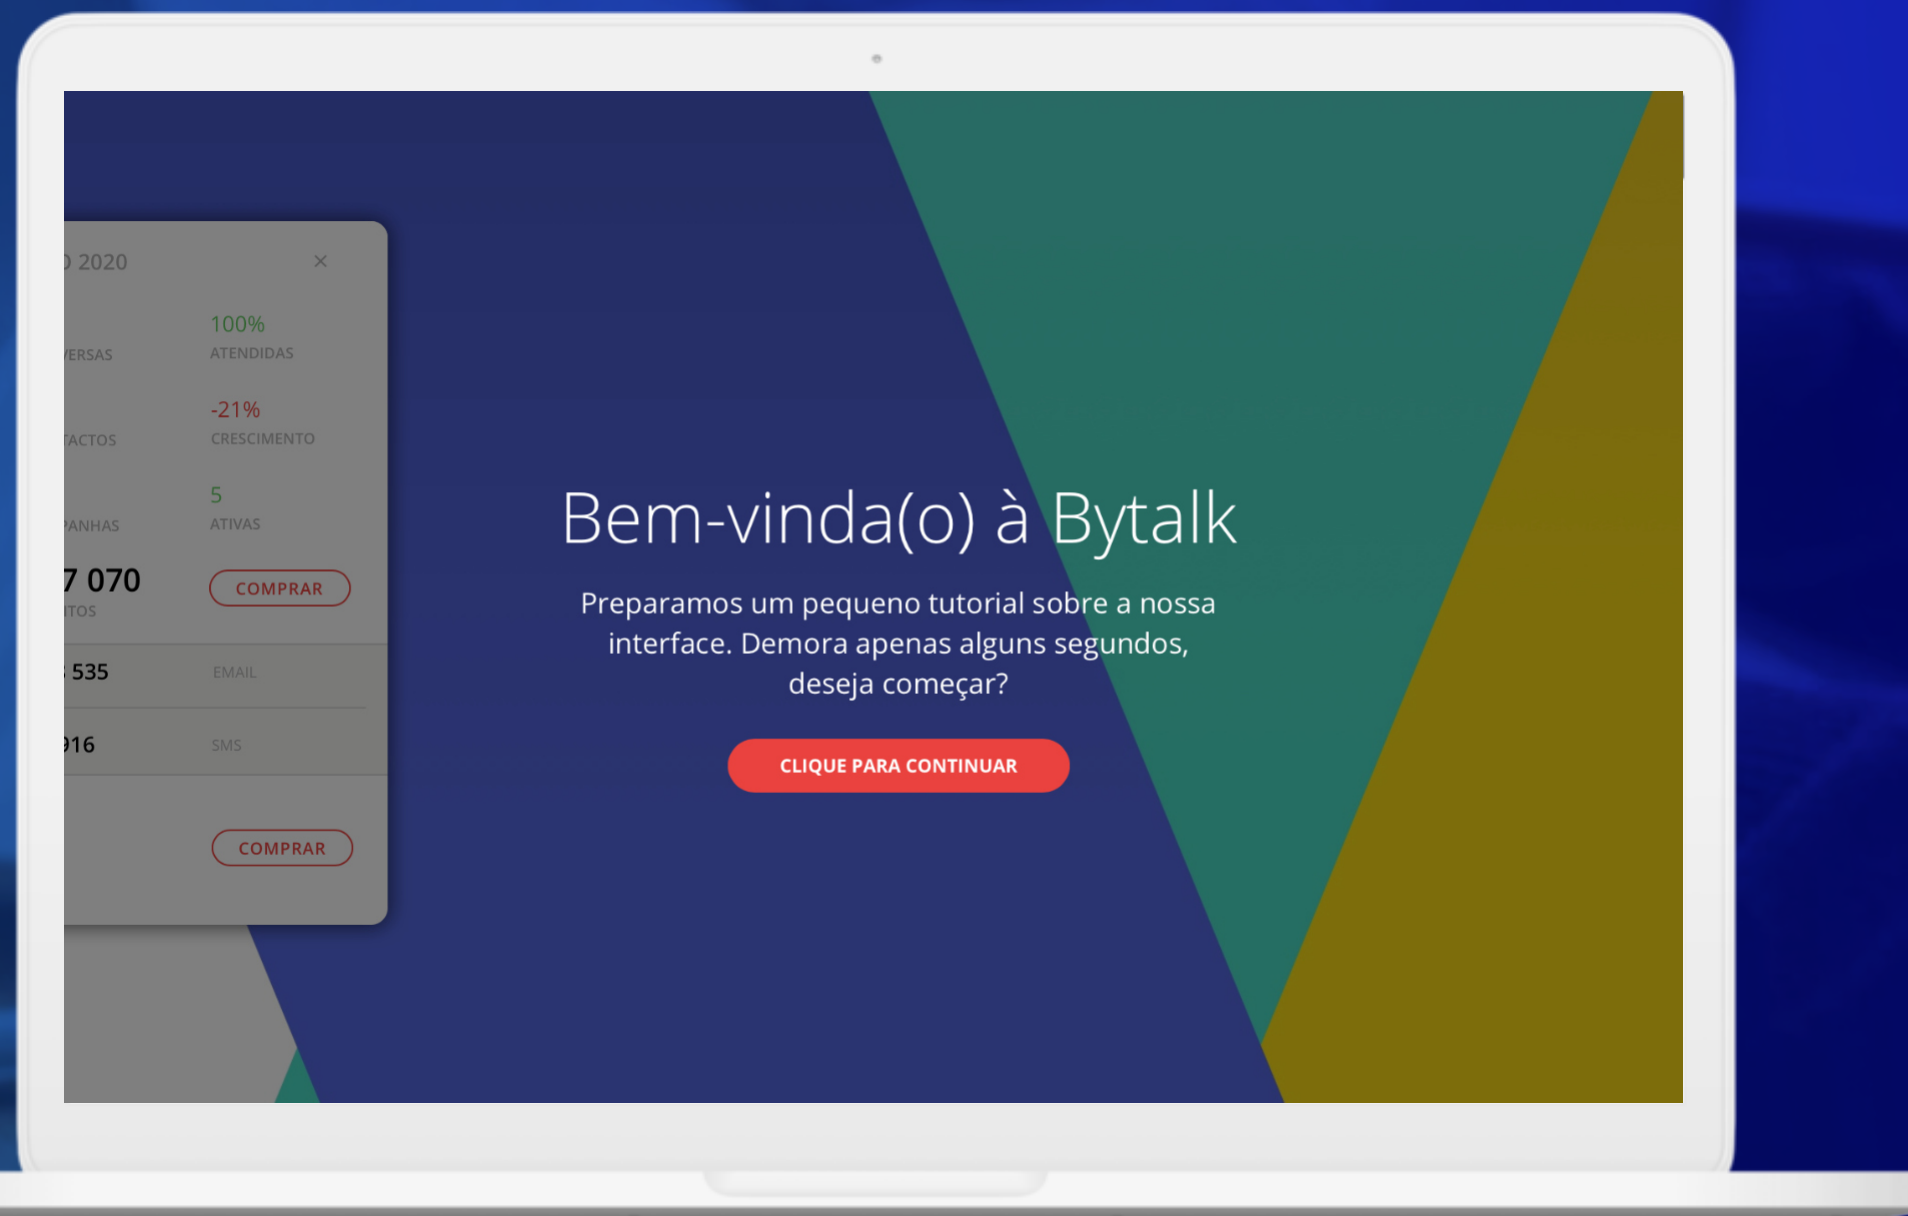 2020
×
100%
ATENDIDAS
-21%
CRESCIMENTO
5
ATIVAS
7 070
COMPRAR
535
EMAIL
916
SMS
COMPRAR
Bem-vinda(o) à Bytalk
Preparamos um pequeno tutorial sobre a nossa
interface. Demora apenas alguns segundos,
deseja começar?
CLIQUE PARA CONTINUAR